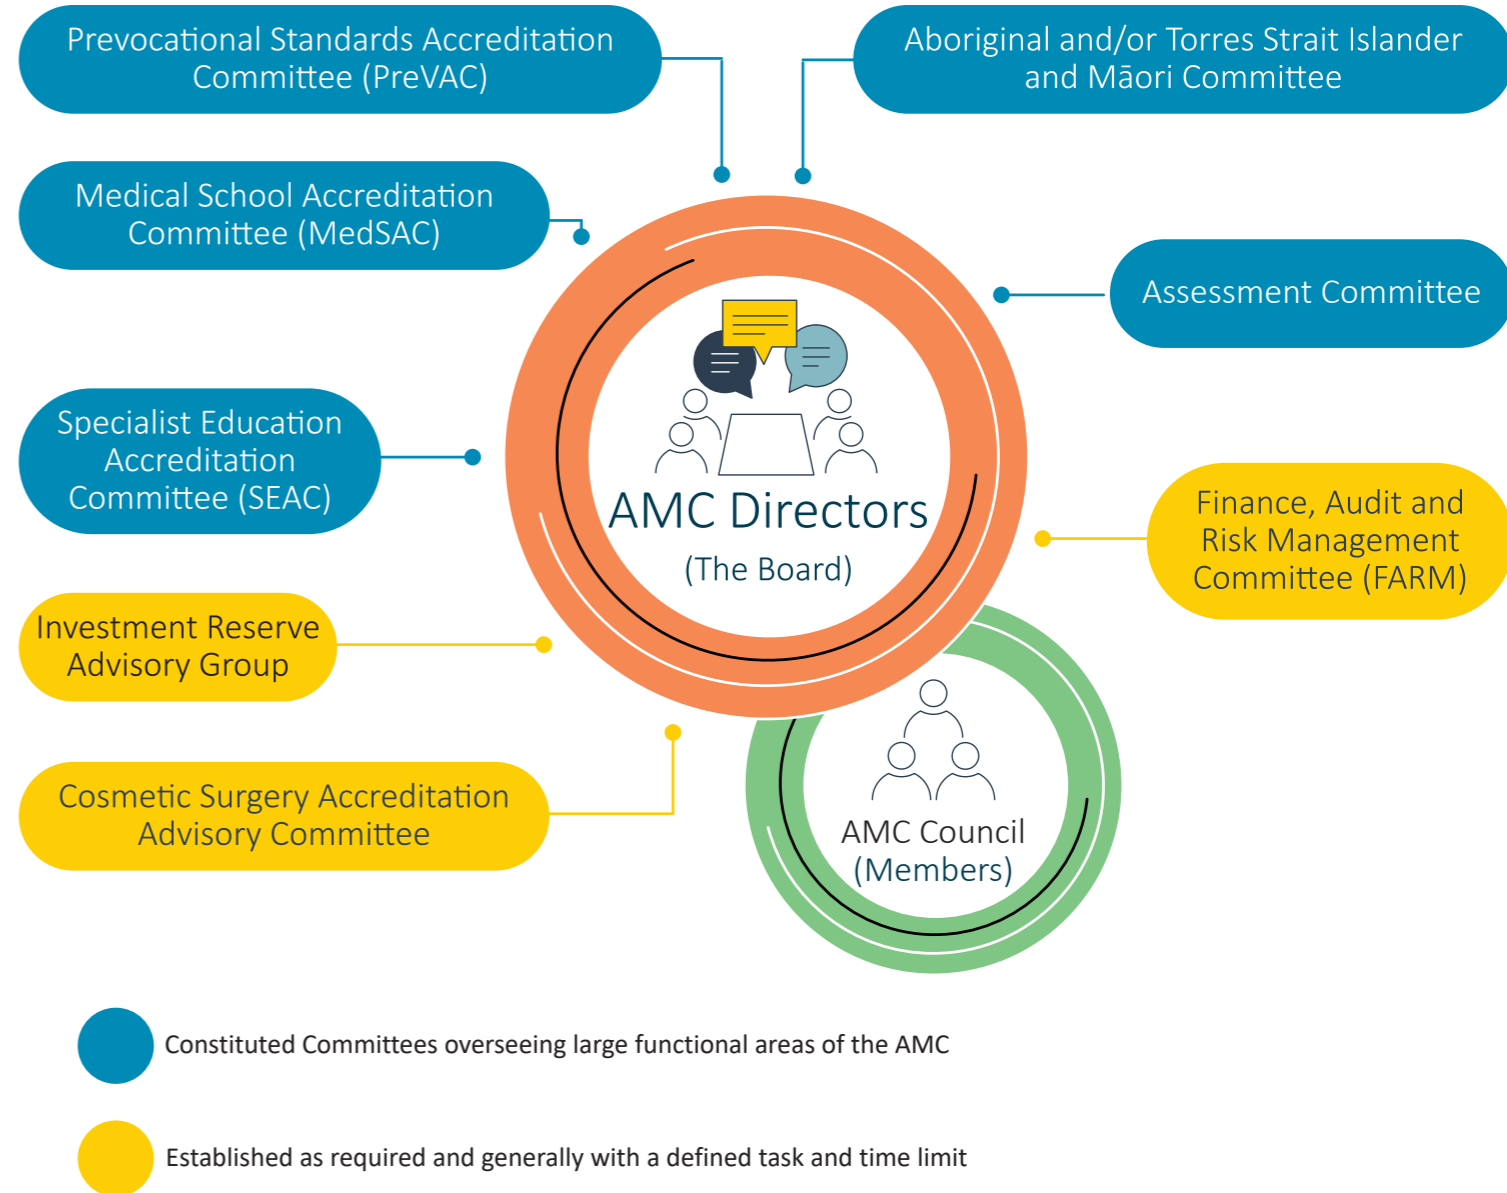 Prevocational Standards Accreditation
Committee (PreVAC)
Aboriginal and/or Torres Strait Islander
and Māori Committee
Medical School Accreditation
Committee (MedSAC)
Assessment Committee
Specialist Education
Accreditation
Committee (SEAC)
AMC Directors
(The Board)
Finance, Audit and
Risk Management
Committee (FARM)
Investment Reserve
Advisory Group
Cosmetic Surgery Accreditation
Advisory Committee
AMC Council
(Members)
Constituted Committees overseeing large functional areas of the AMC
Established as required and generally with a defined task and time limit